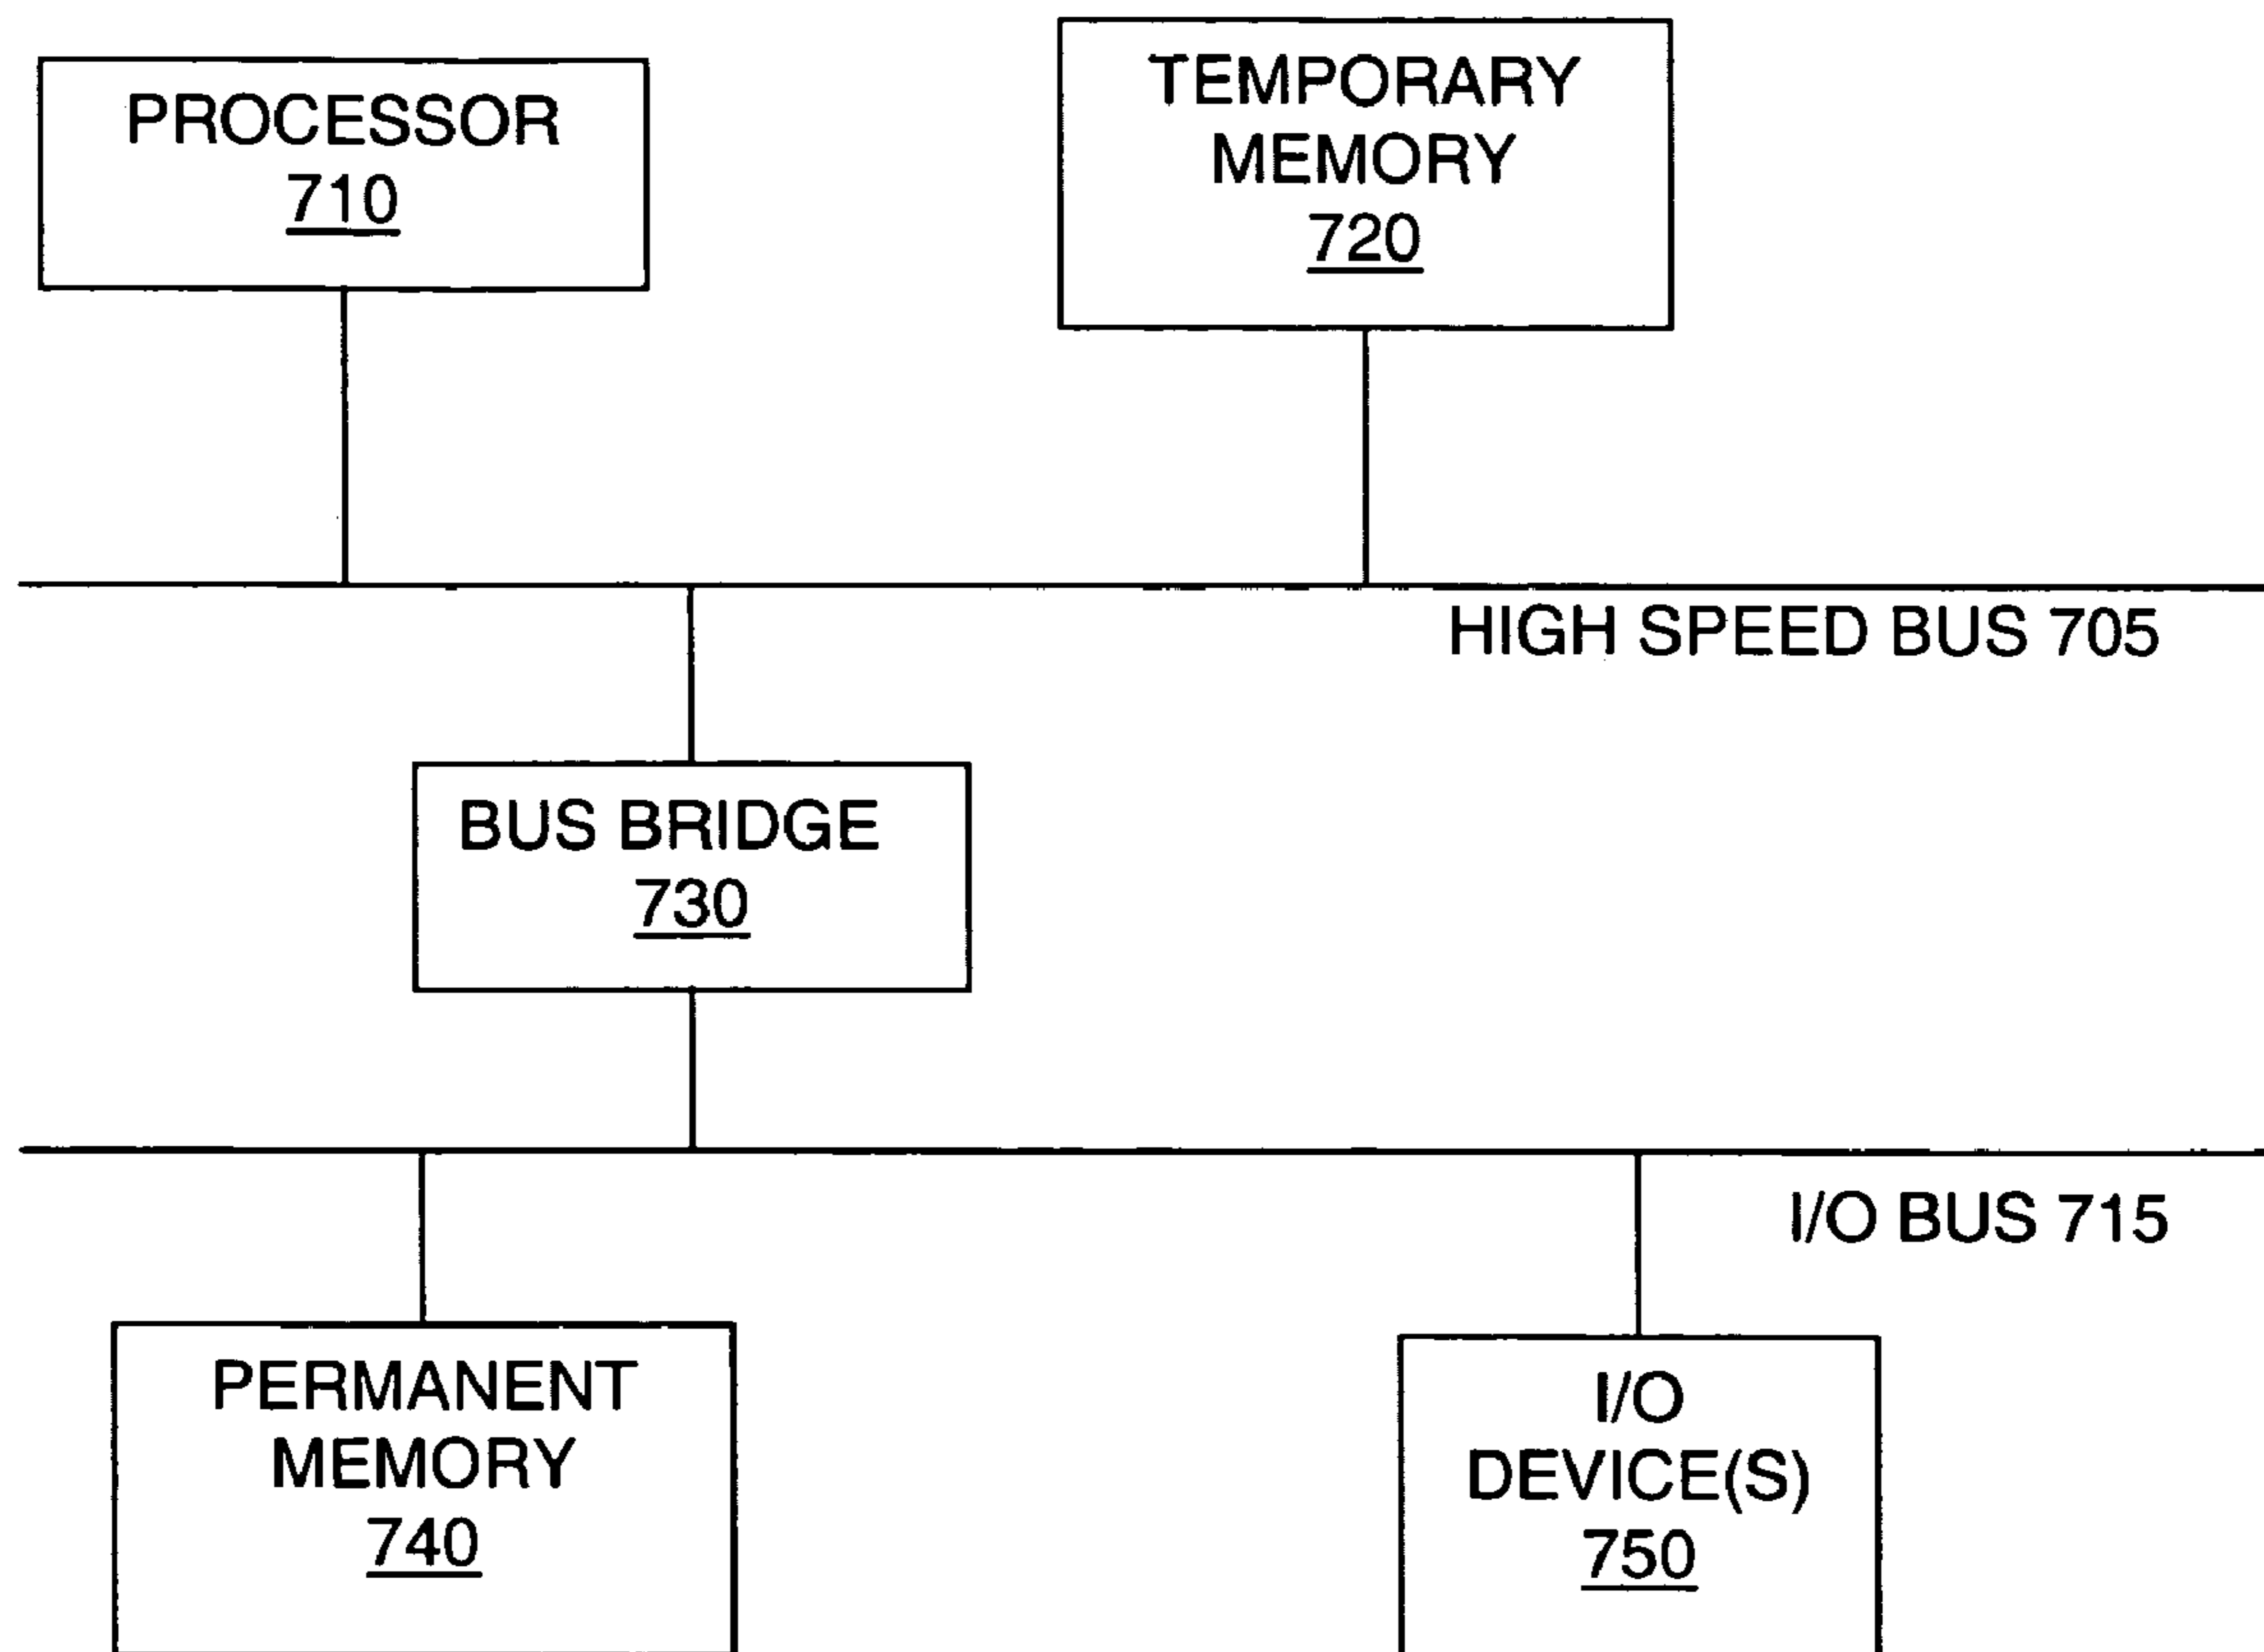 PROCESSOR
710
TEMPORARY
MEMORY
720
HIGH SPEED BUS 705
BUS BRIDGE
730
I/O BUS 715
PERMANENT
MEMORY
740
I/O
DEVICE(S)
750